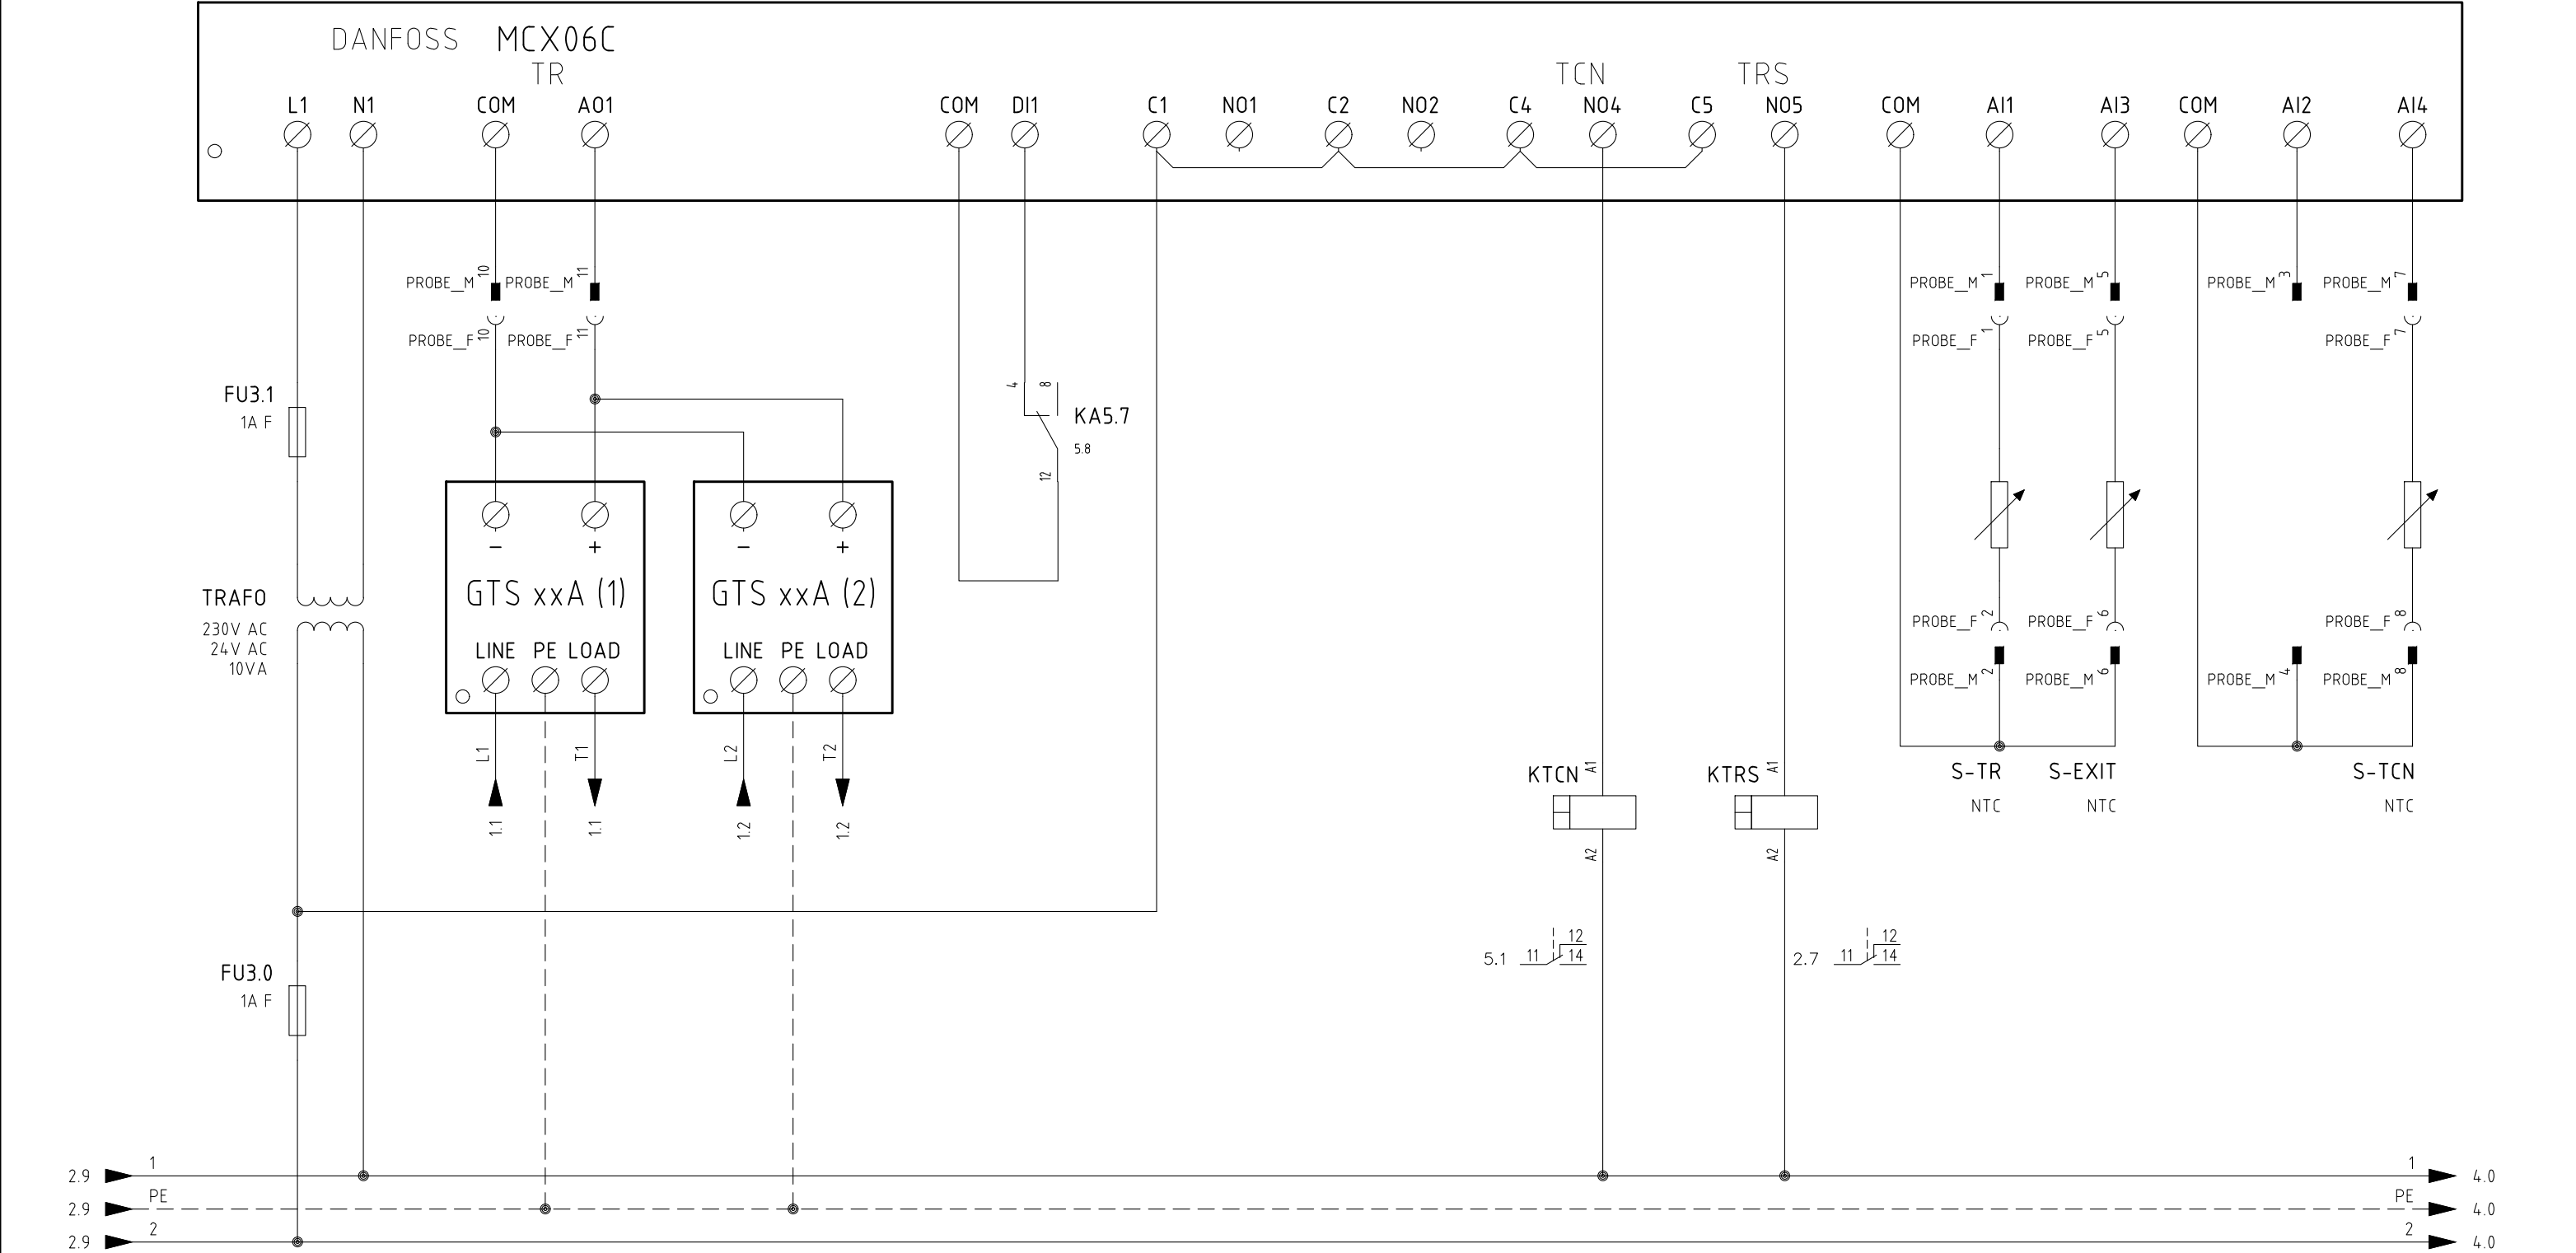 DANFOSS MCX06C
TR TCN TRS
L1 N1 COM AO1 COM DI1 C1 NO1 C2 NO2 C4 NO4 C5 NO5 COM AI1 AI3 COM AI2 AI4
PROBE_M 10 PROBE_M 11 PROBE_M 1 PROBE_M 5 PROBE_M 3 PROBE_M 7
PROBE_F 10 PROBE_F 11 PROBE_F 1 PROBE_F 5 PROBE_F 7
FU3.1
1A F
4 8
KA5.7
5.8
12
- + - +
GTS xxA (1) GTS xxA (2)
TRAFO
230V AC
24V AC
10VA
LINE PE LOAD LINE PE LOAD
PROBE_F 2 PROBE_F 6 PROBE_F 8
PROBE_M 2 PROBE_M 6 PROBE_M 4 PROBE_M 8
L1 T1 L2 T2
1.1 1.1 1.2 1.2
KTCN A1 KTRS A1
A2 A2
S-TR S-EXIT S-TCN
NTC NTC NTC
5.1 11 12 14
2.7 11 12 14
FU3.0
1A F
2.9 1 1 4.0
2.9 PE PE 4.0
2.9 2 2 4.0